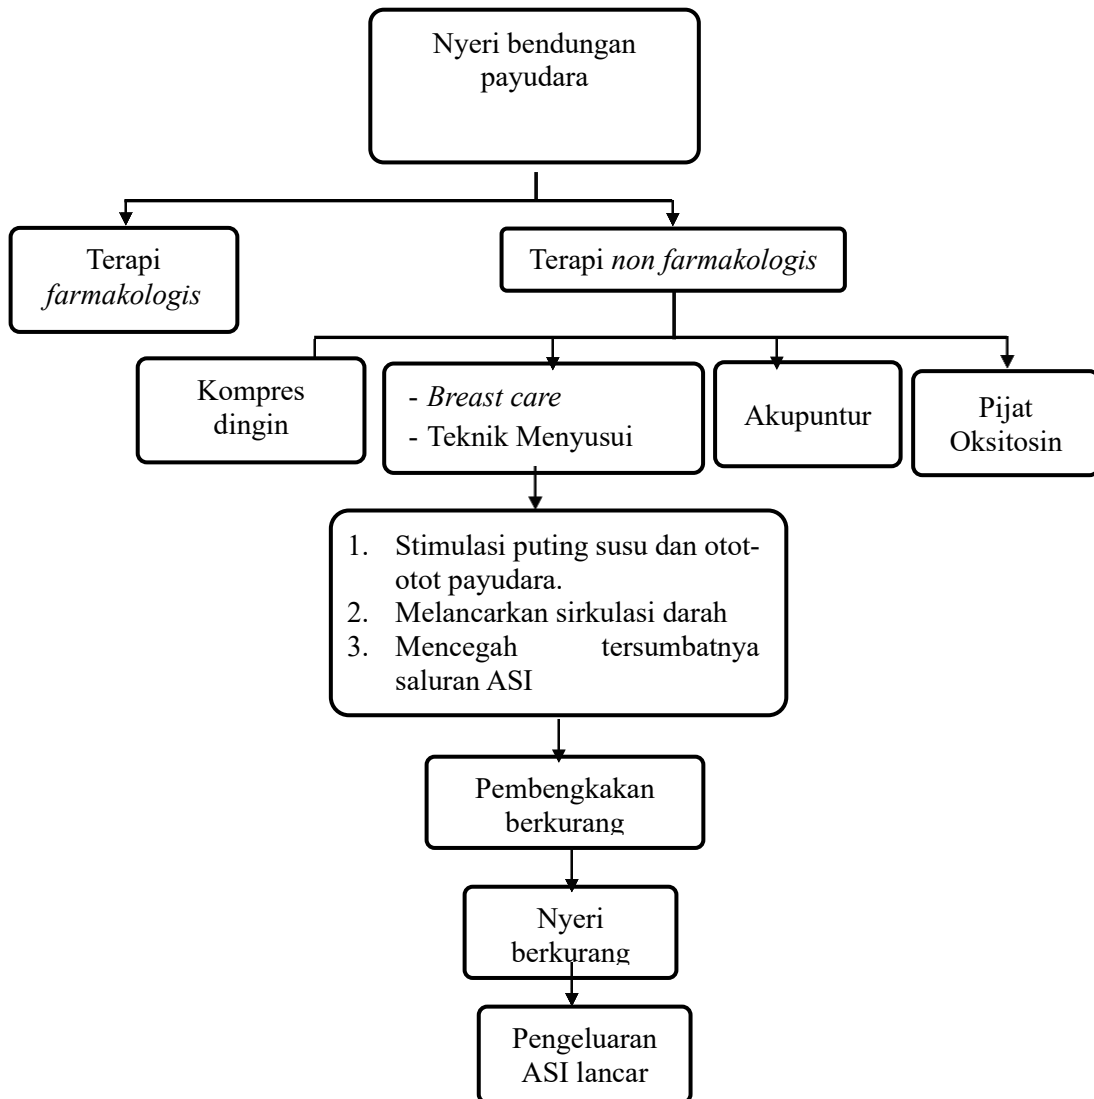 Nyeri bendungan
payudara
Terapi
farmakologis
Terapi non farmakologis
Kompres
dingin
- Breast care
- Teknik Menyusui
Akupuntur
Pijat
Oksitosin
1. Stimulasi puting susu dan otot-
otot payudara.
2. Melancarkan sirkulasi darah
3. Mencegah tersumbatnya
saluran ASI
Pembengkakan
berkurang
Nyeri
berkurang
Pengeluaran
ASI lancar